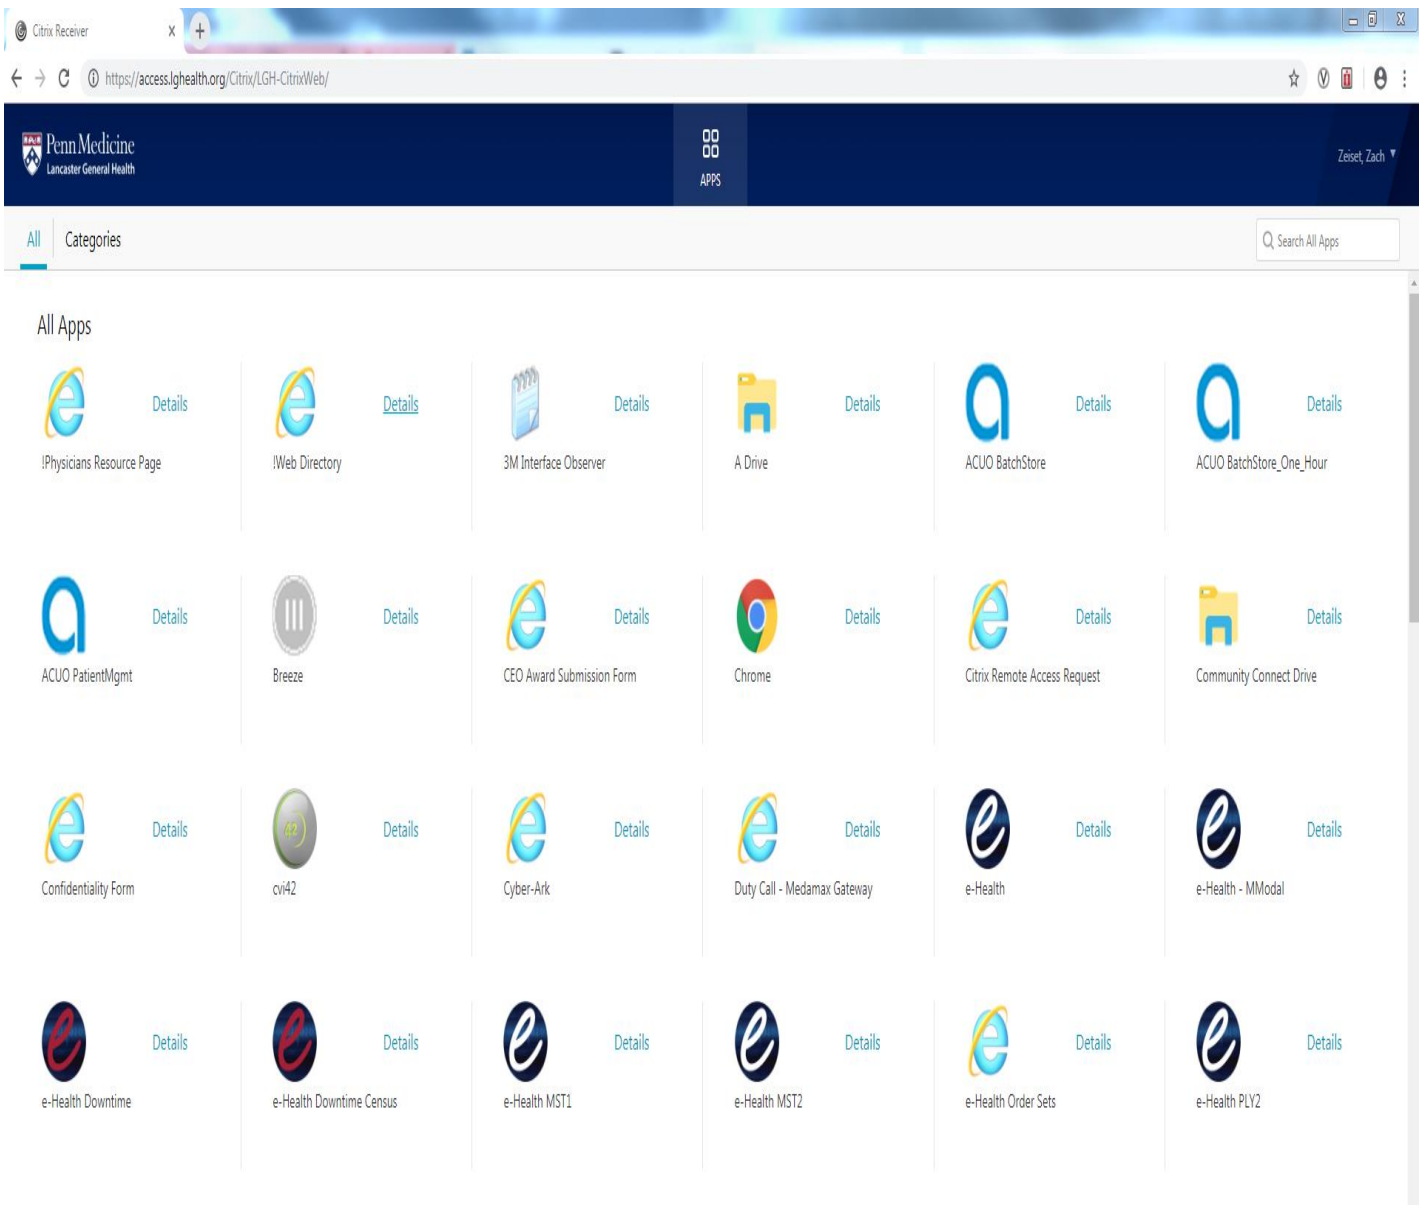 Citrix Receiver
https://access.lghealth.org/Citrix/LGH-CitrixWeb/
Penn Medicine
Lancaster General Health
APPS
Zeiset, Zach
All Categories
Search All Apps
All Apps
Details Details Details Details Details Details
!Physicians Resource Page !Web Directory 3M Interface Observer A Drive ACUO BatchStore ACUO BatchStore_One_Hour
Details Details Details Details Details Details
ACUO PatientMgmt Breeze CEO Award Submission Form Chrome Citrix Remote Access Request Community Connect Drive
42
Details Details Details Details Details Details
Confidentiality Form cvi42 Cyber-Ark Duty Call - Medamax Gateway e-Health e-Health - MModal
Details Details Details Details Details Details
e-Health Downtime e-Health Downtime Census e-Health MST1 e-Health MST2 e-Health Order Sets e-Health PLY2